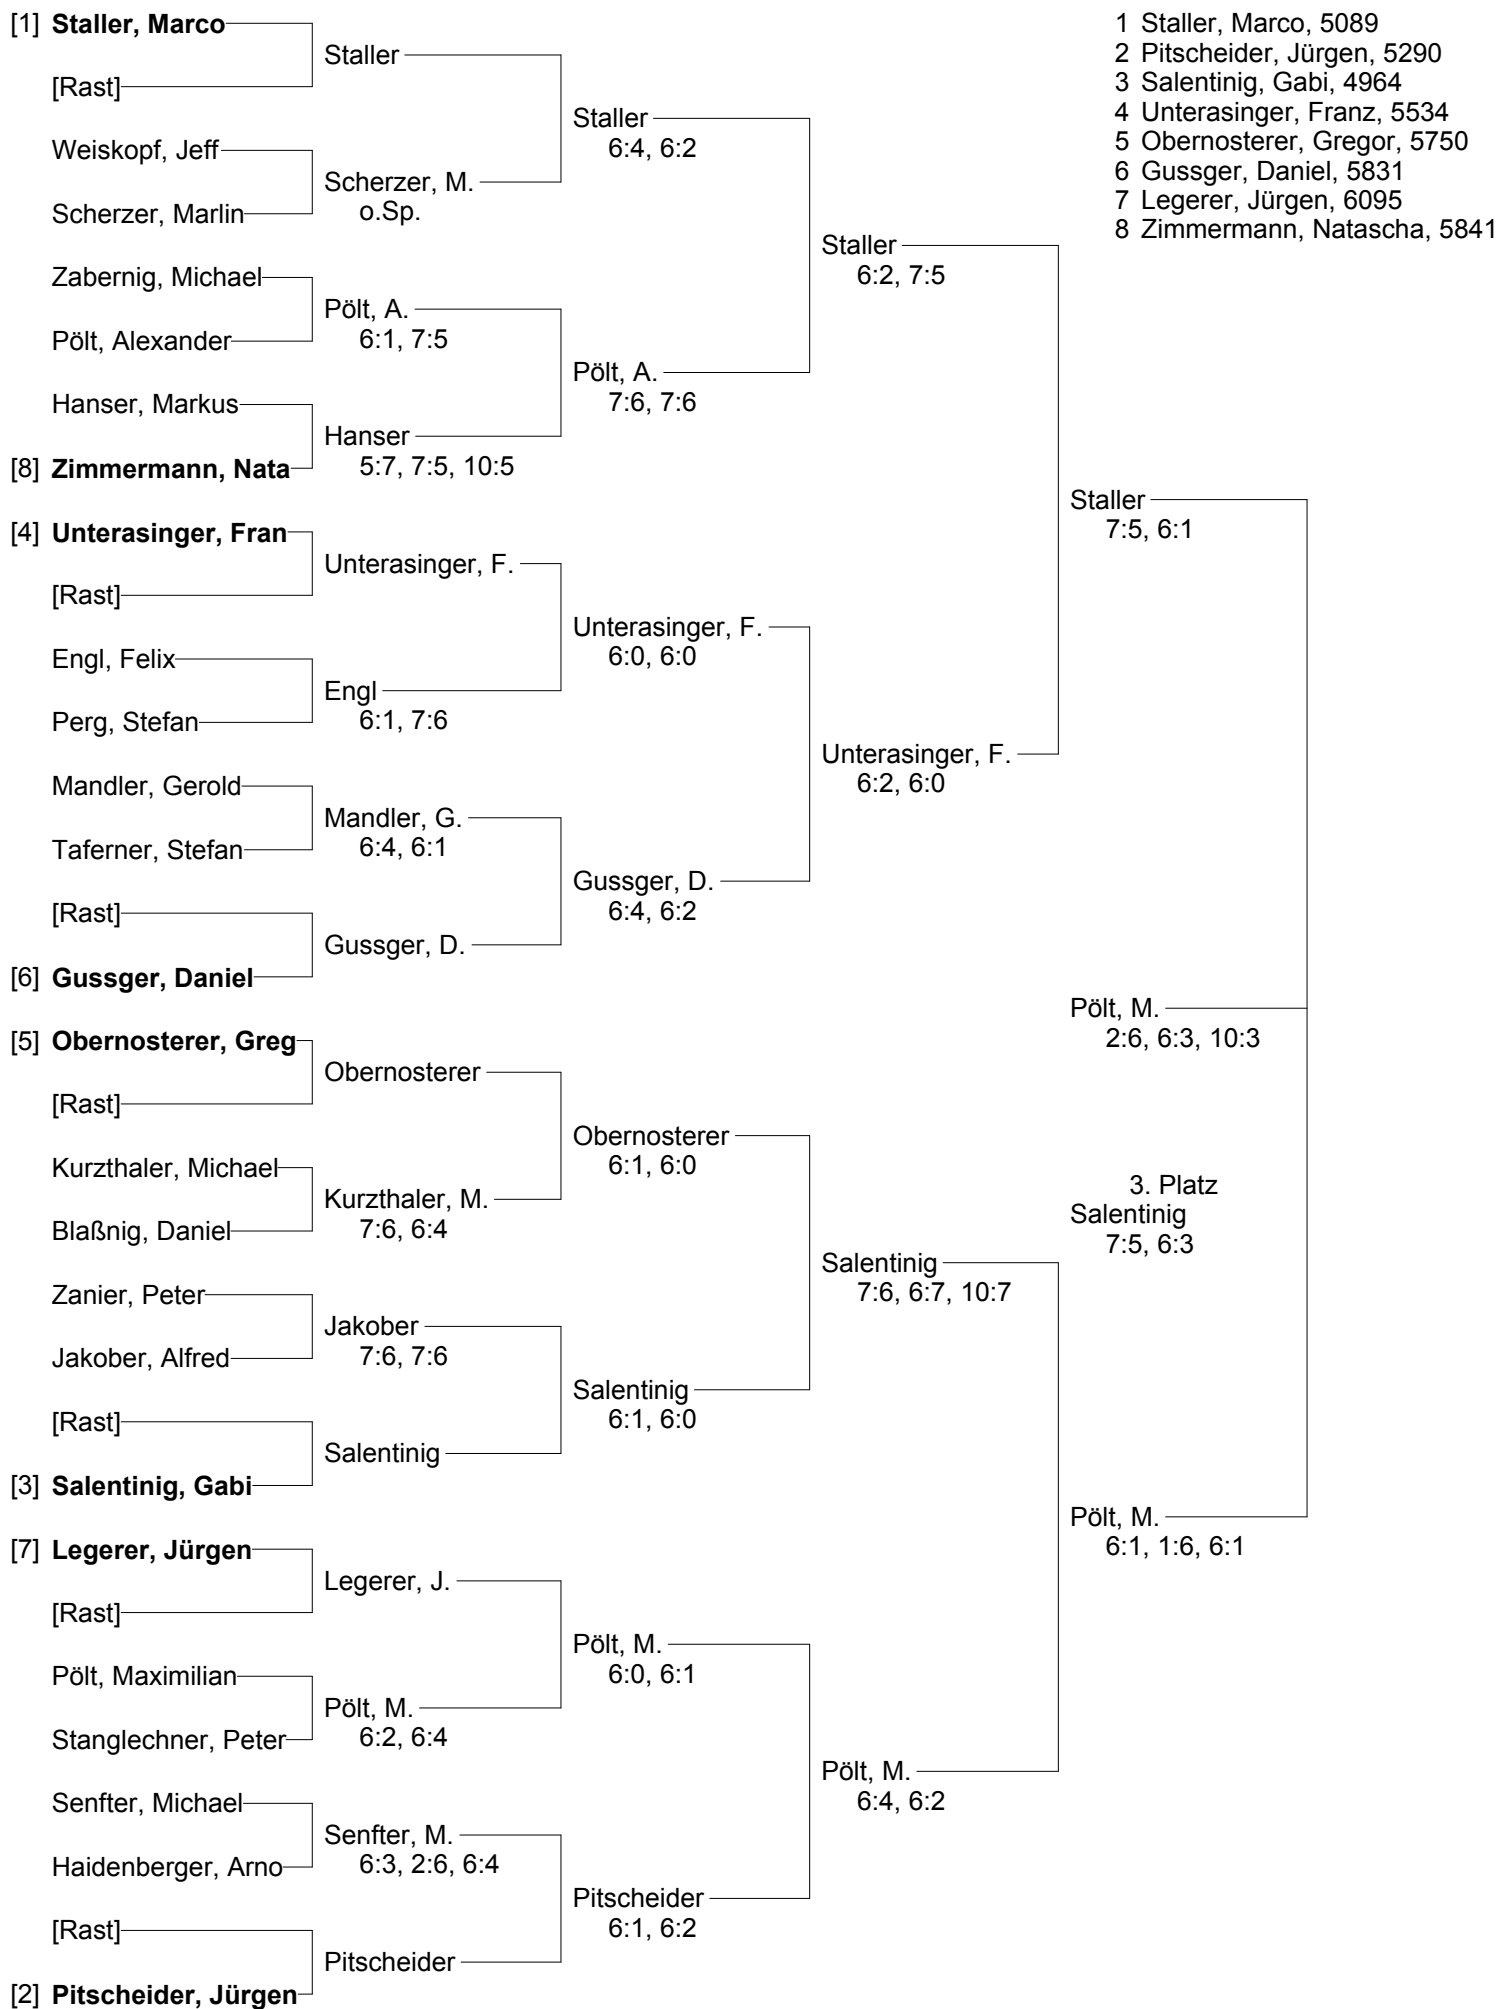 [1] Staller, Marco
[Rast]
Weiskopf, Jeff
Scherzer, Marlin
Zabernig, Michael
Pölt, Alexander
Hanser, Markus
[8] Zimmermann, Nata
[4] Unterasinger, Fran
[Rast]
Engl, Felix
Perg, Stefan
Mandler, Gerold
Taferner, Stefan
[Rast]
[6] Gussger, Daniel
[5] Obernosterer, Greg
[Rast]
Kurzthaler, Michael
Blaßnig, Daniel
Zanier, Peter
Jakober, Alfred
[Rast]
[3] Salentinig, Gabi
[7] Legerer, Jürgen
[Rast]
Pölt, Maximilian
Stanglechner, Peter
Senfter, Michael
Haidenberger, Arno
[Rast]
[2] Pitscheider, Jürgen
Staller
Scherzer, M.
o.Sp.
Pölt, A.
6:1, 7:5
Hanser
5:7, 7:5, 10:5
Unterasinger, F.
Engl
6:1, 7:6
Mandler, G.
6:4, 6:1
Gussger, D.
Obernosterer
Kurzthaler, M.
7:6, 6:4
Jakober
7:6, 7:6
Salentinig
Legerer, J.
Pölt, M.
6:2, 6:4
Senfter, M.
6:3, 2:6, 6:4
Pitscheider
Staller
6:4, 6:2
Pölt, A.
7:6, 7:6
Unterasinger, F.
6:0, 6:0
Gussger, D.
6:4, 6:2
Obernosterer
6:1, 6:0
Salentinig
6:1, 6:0
Pölt, M.
6:0, 6:1
Pitscheider
6:1, 6:2
Staller
6:2, 7:5
Unterasinger, F.
6:2, 6:0
Salentinig
7:6, 6:7, 10:7
Pölt, M.
6:4, 6:2
Staller
7:5, 6:1
Pölt, M.
2:6, 6:3, 10:3
3. Platz
Salentinig
7:5, 6:3
Pölt, M.
6:1, 1:6, 6:1
1 Staller, Marco, 5089
2 Pitscheider, Jürgen, 5290
3 Salentinig, Gabi, 4964
4 Unterasinger, Franz, 5534
5 Obernosterer, Gregor, 5750
6 Gussger, Daniel, 5831
7 Legerer, Jürgen, 6095
8 Zimmermann, Natascha, 5841